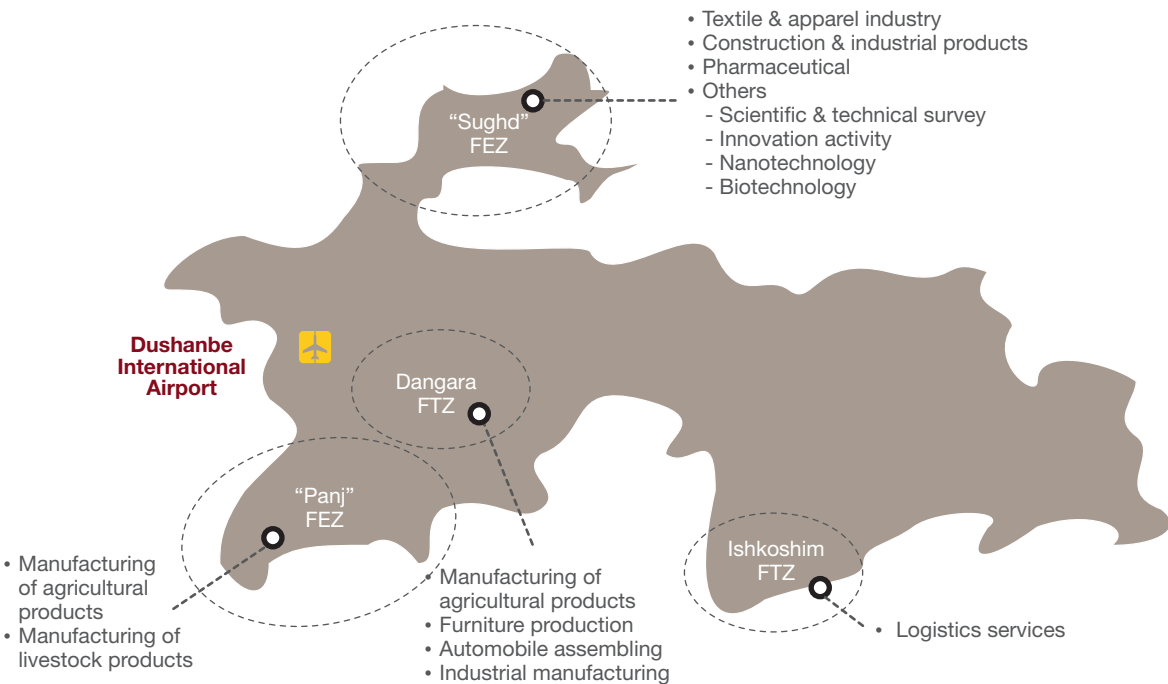 • Textile & apparel industry
• Construction & industrial products
• Pharmaceutical
• Others
- Scientific & technical survey
- Innovation activity
- Nanotechnology
- Biotechnology
“Sughd”
FEZ
Dushanbe
International
Airport
Dangara
FTZ
“Panj”
FEZ
Ishkoshim
FTZ
• Manufacturing
of agricultural
products
• Manufacturing of
livestock products
• Manufacturing of
agricultural products
• Furniture production
• Automobile assembling
• Industrial manufacturing
• Logistics services